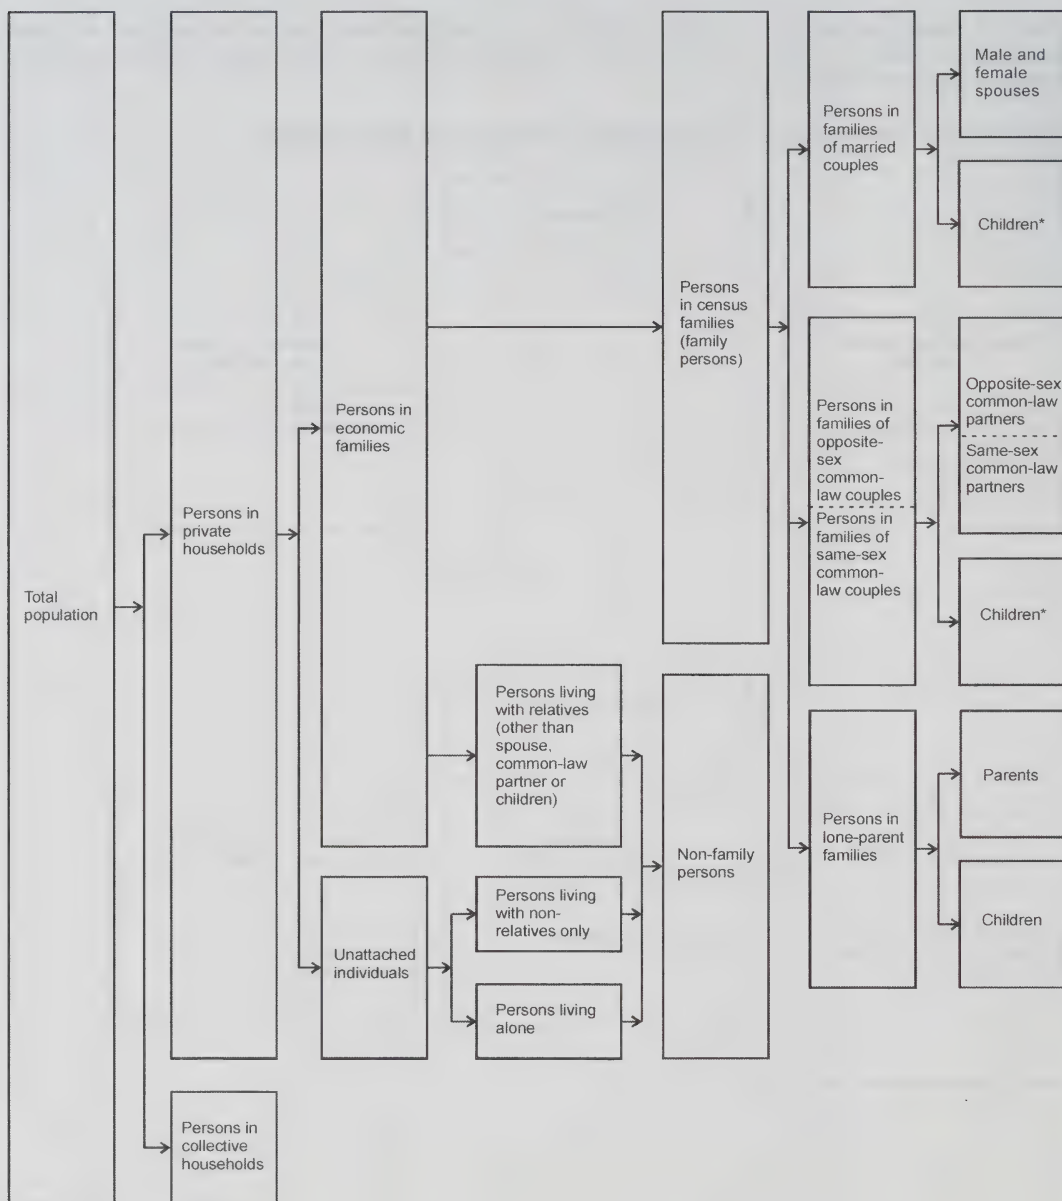 Total
population
Persons in
private
households
Persons in
collective
households
Persons in
economic
families
Unattached
individuals
Persons living
with relatives
(other than
spouse,
common-law
partner or
children)
Persons living
with non-
relatives only
Persons living
alone
Persons
in census
families
(family
persons)
Non-family
persons
Persons in
families
of married
couples
Persons in
families of
opposite-
sex
common-
law couples
Persons in
families of
same-sex
common-
law couples
Persons in
lone-parent
families
Male and
female
spouses
Children*
Opposite-sex
common-law
partners
Same-sex
common-law
partners
Children*
Parents
Children